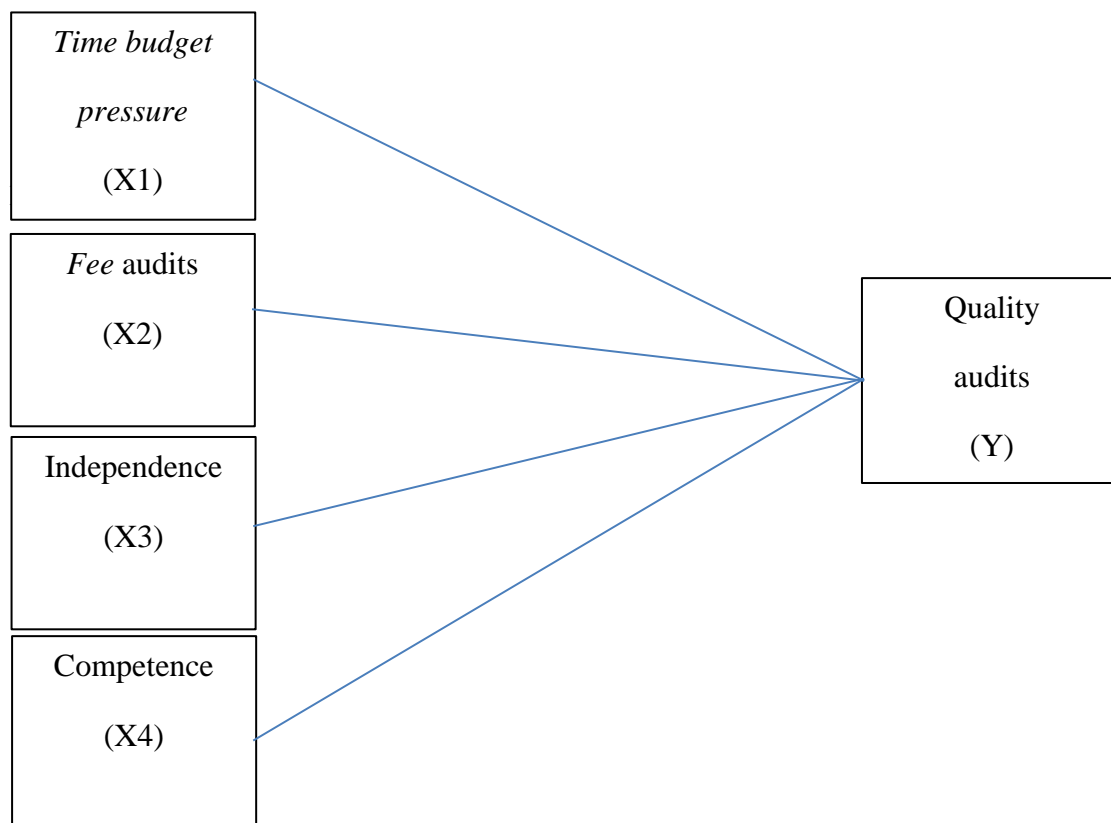 Time budget
pressure
(X1)
Fee audits
(X2)
Independence
(X3)
Competence
(X4)
Quality
audits
(Y)